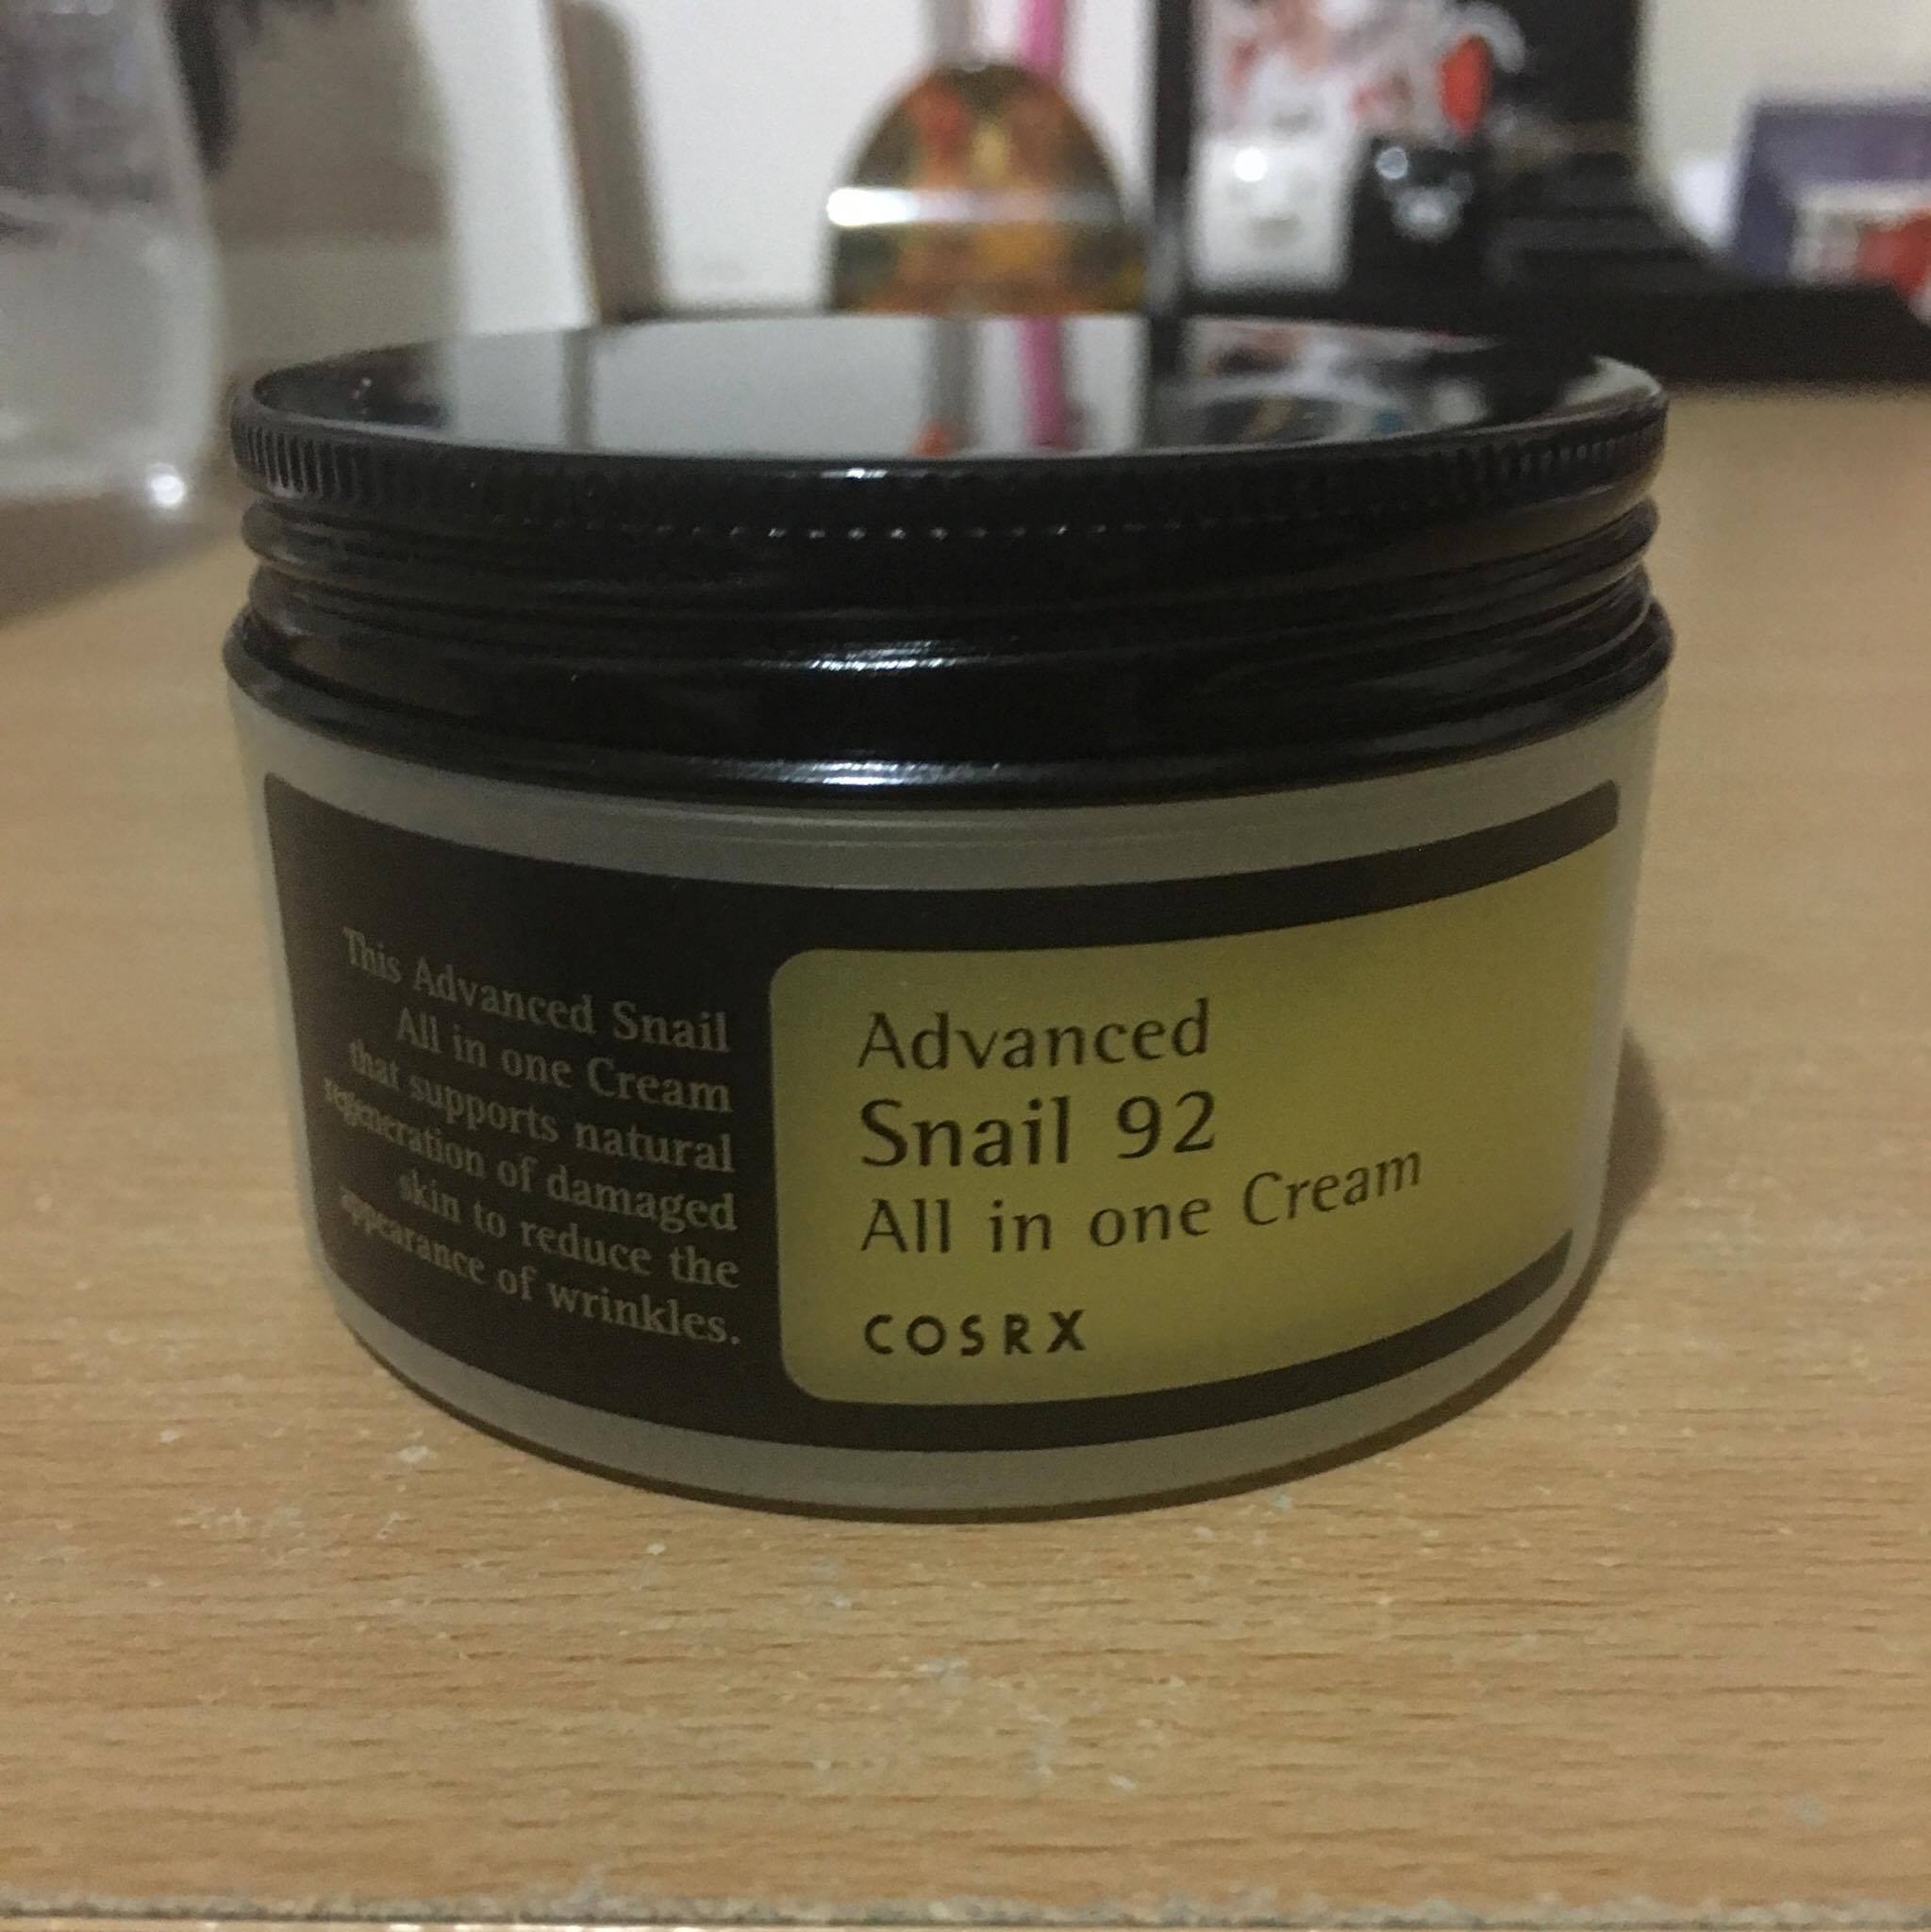 This Advanced Snail
All in one Cream
that supports natural
regeneration of damaged
skin to reduce the
appearance of wrinkles.
Advanced
Snail 92
All in one Cream
COSRX